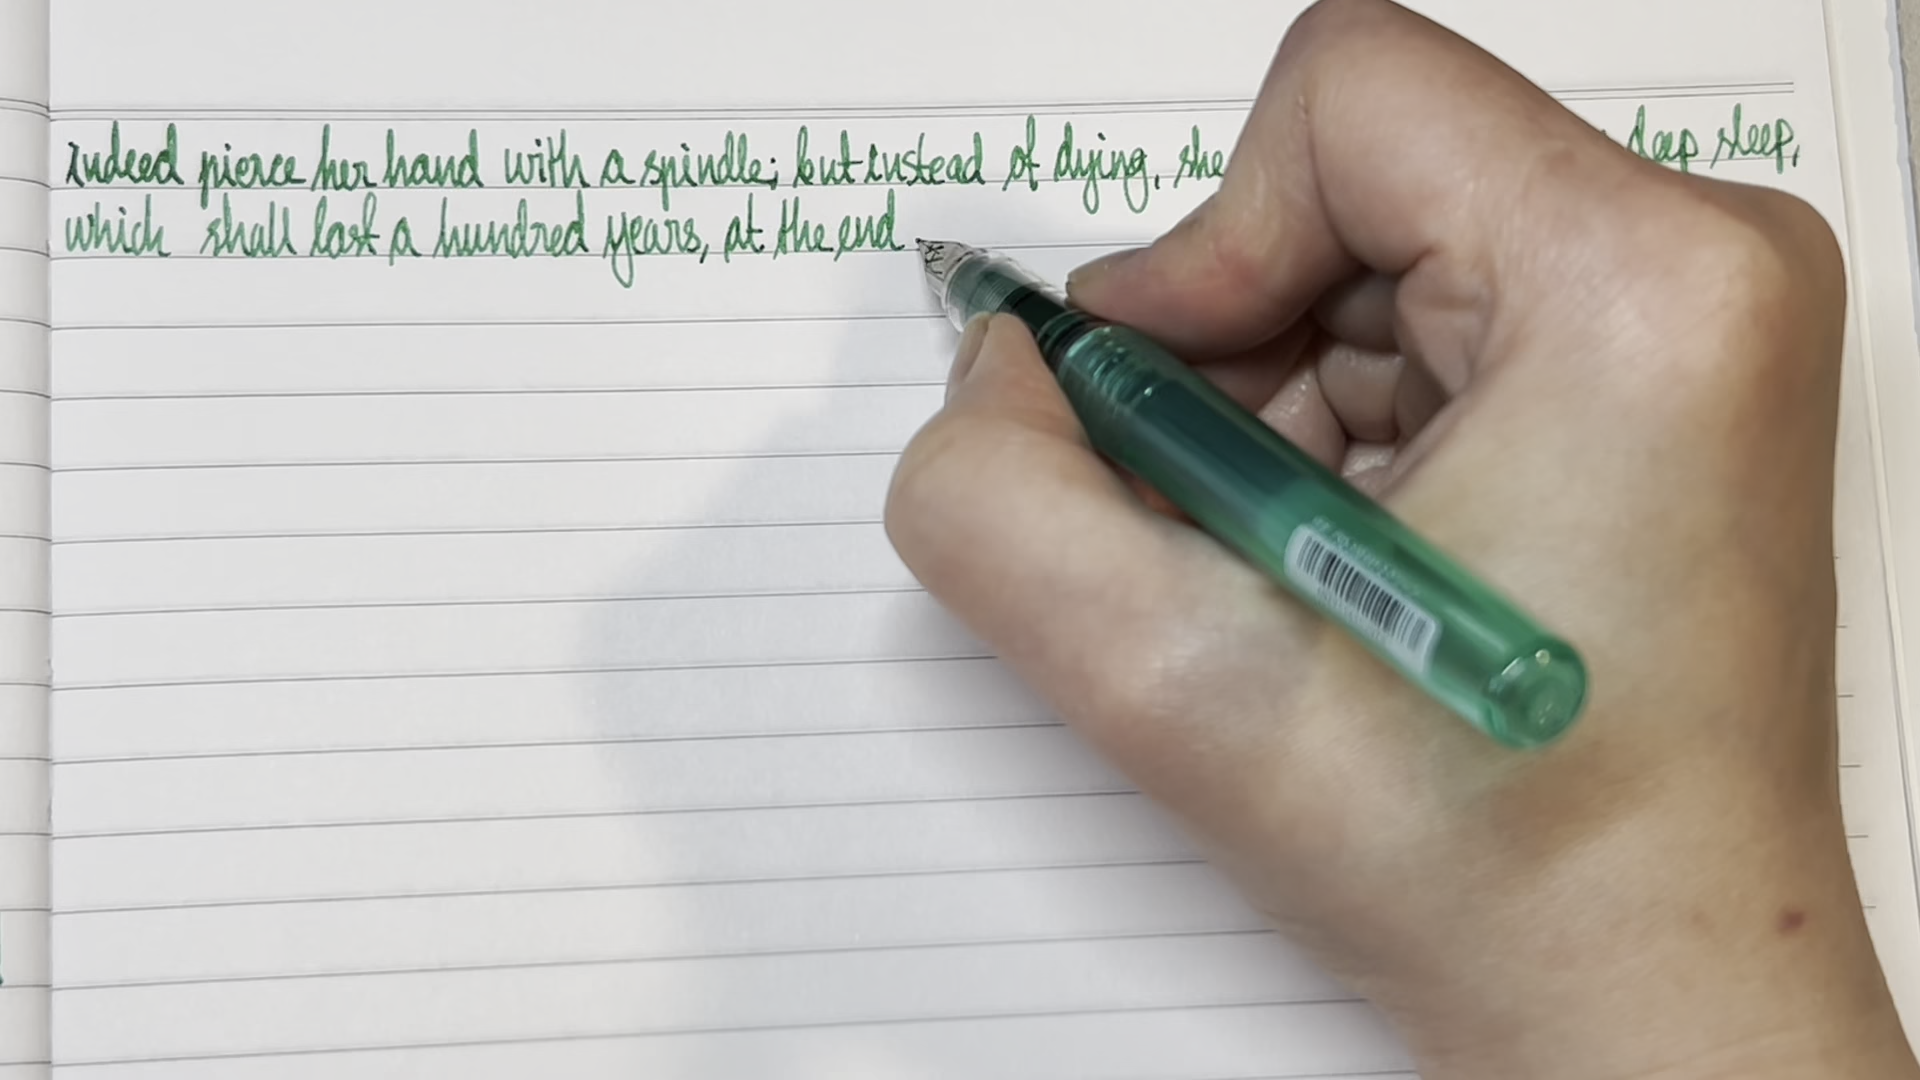 indeed pierce her hand with a spindle; but instead of dying, she deep sleep,
which shall last a hundred years, at the end